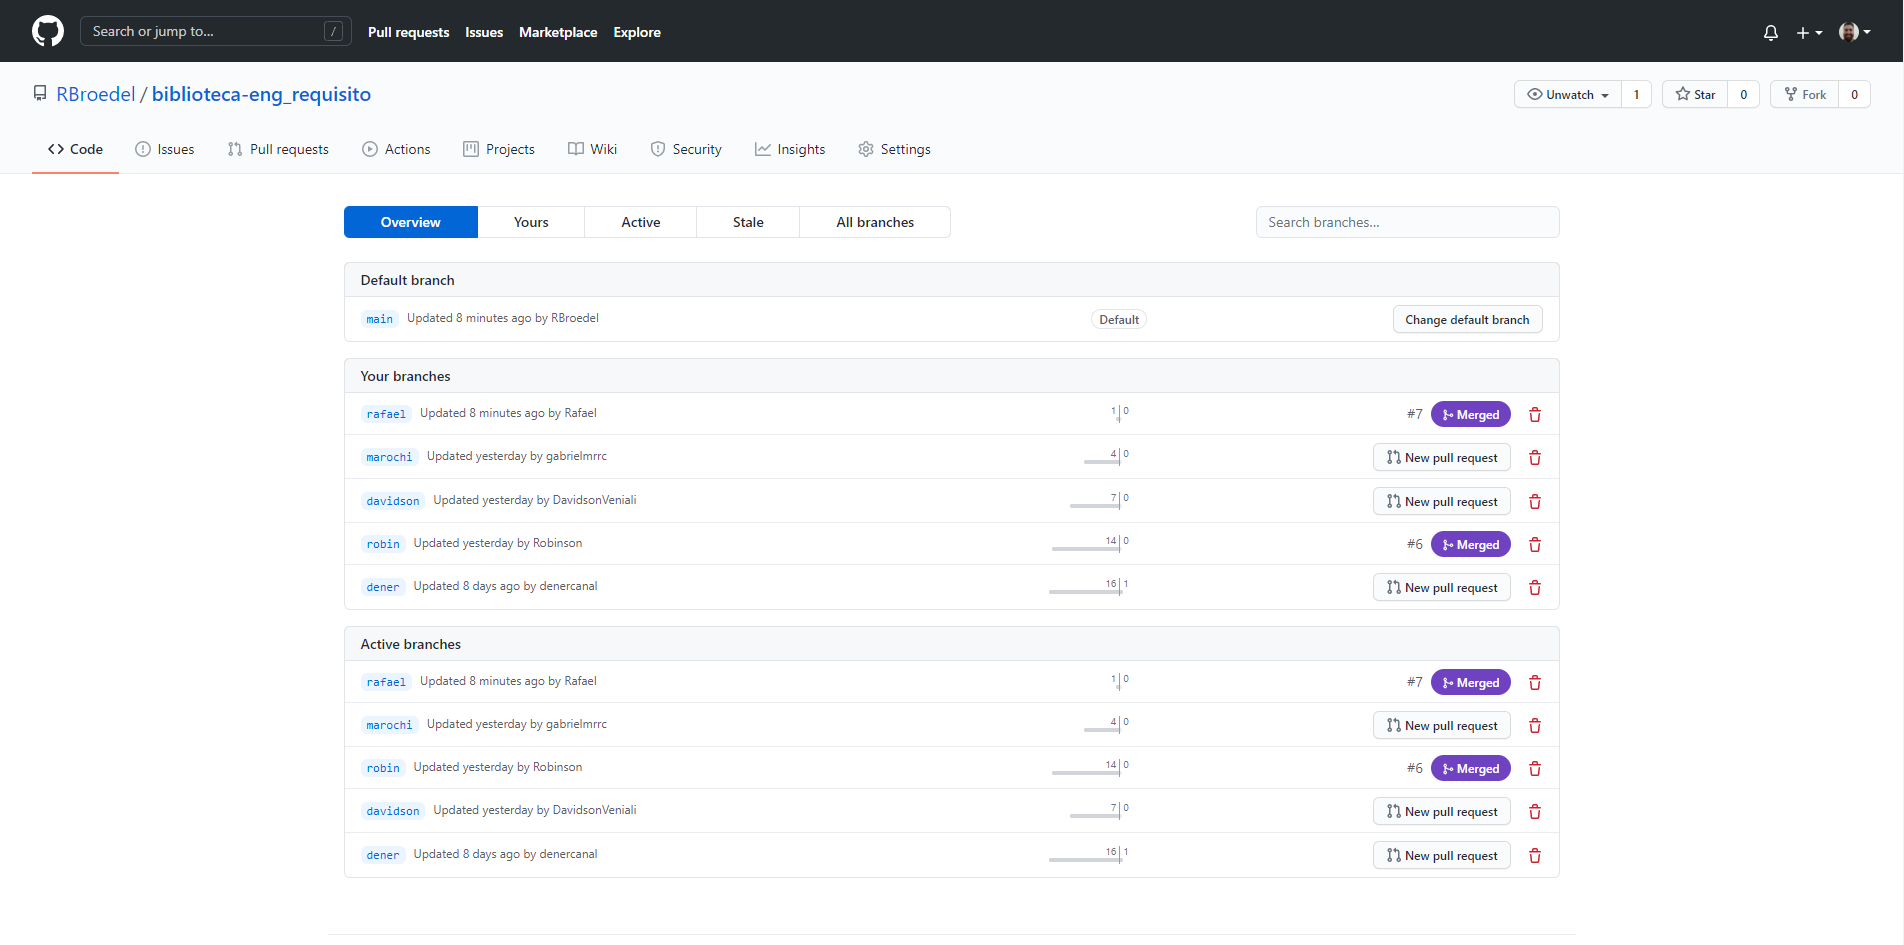 Search or jump to... / Pull requests Issues Marketplace Explore
RBroedel / biblioteca-eng_requisito Unwatch 1 Star 0 Fork 0
Code Issues Pull requests Actions Projects Wiki Security Insights Settings
Overview Yours Active Stale All branches Search branches...
Default branch
main Updated 8 minutes ago by RBroedel Default Change default branch
Your branches
rafael Updated 8 minutes ago by Rafael 1 0 #7 Merged
marochi Updated yesterday by gabrielmrrc 4 0 New pull request
davidson Updated yesterday by DavidsonVeniali 7 0 New pull request
robin Updated yesterday by Robinson 14 0 #6 Merged
dener Updated 8 days ago by denercanal 16 1 New pull request
Active branches
rafael Updated 8 minutes ago by Rafael 1 0 #7 Merged
marochi Updated yesterday by gabrielmrrc 4 0 New pull request
robin Updated yesterday by Robinson 14 0 #6 Merged
davidson Updated yesterday by DavidsonVeniali 7 0 New pull request
dener Updated 8 days ago by denercanal 16 1 New pull request